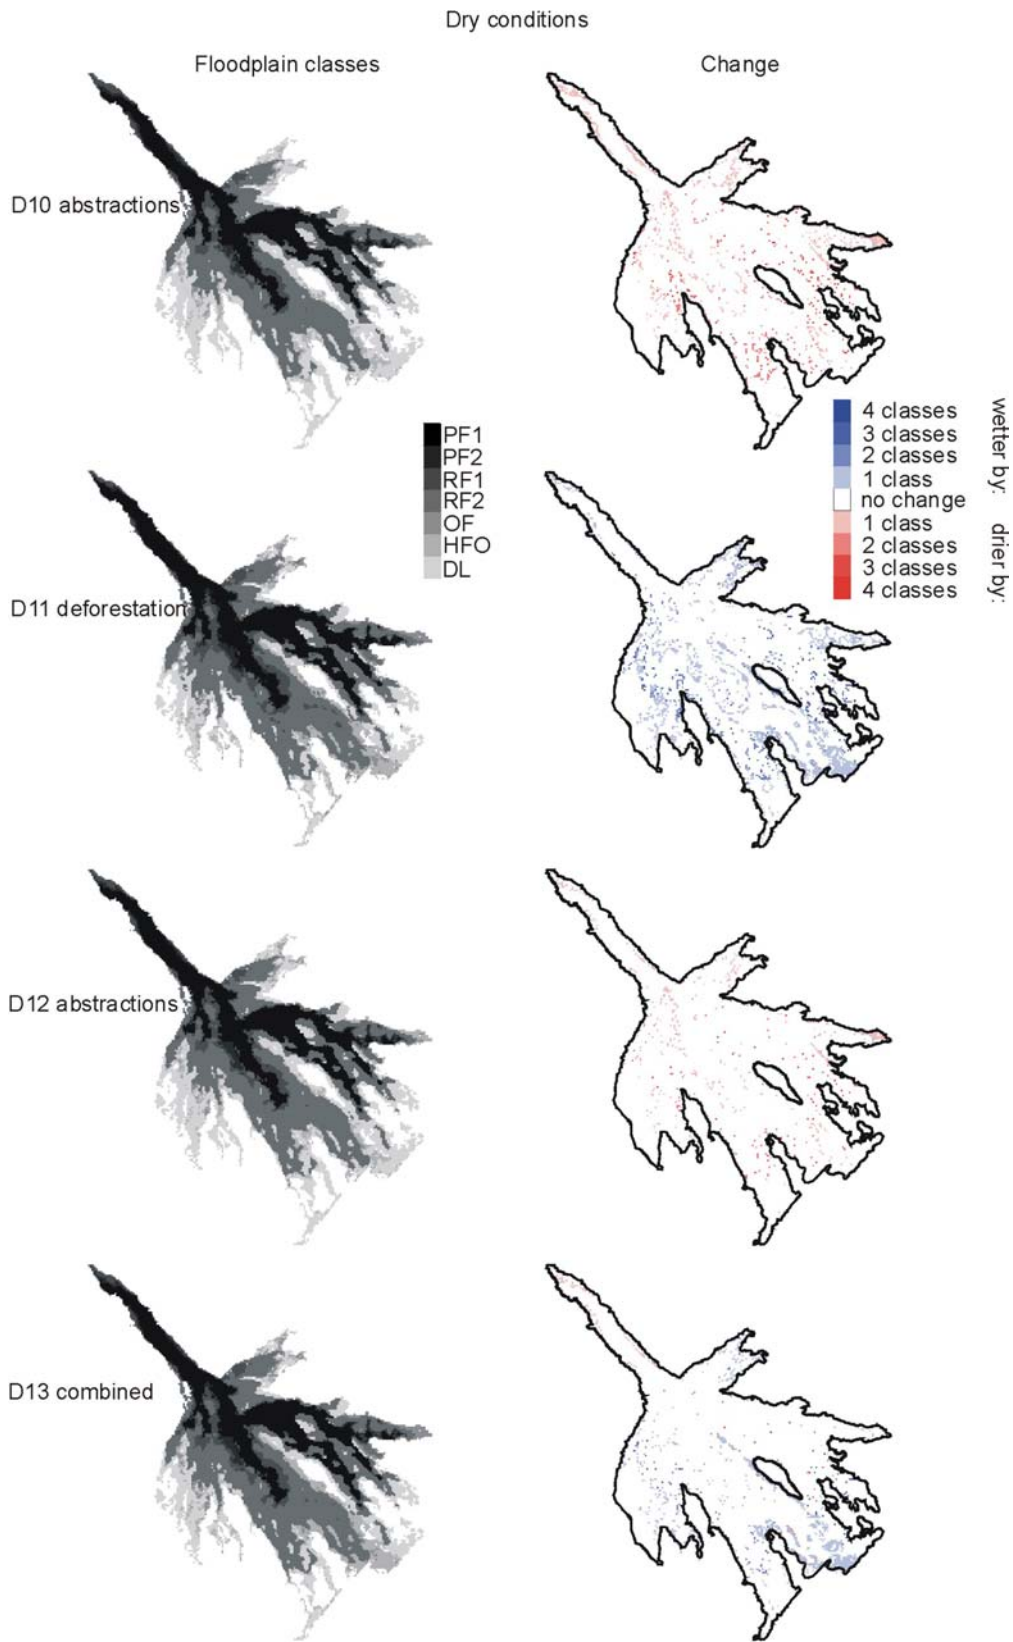 Dry conditions
Floodplain classes
Change
D10 abstractions
PF1
PF2
RF1
RF2
OF
HFO
DL
4 classes
3 classes
2 classes
1 class
no change
1 class
2 classes
3 classes
4 classes
wetter by:
drier by:
D11 deforestation
D12 abstractions
D13 combined